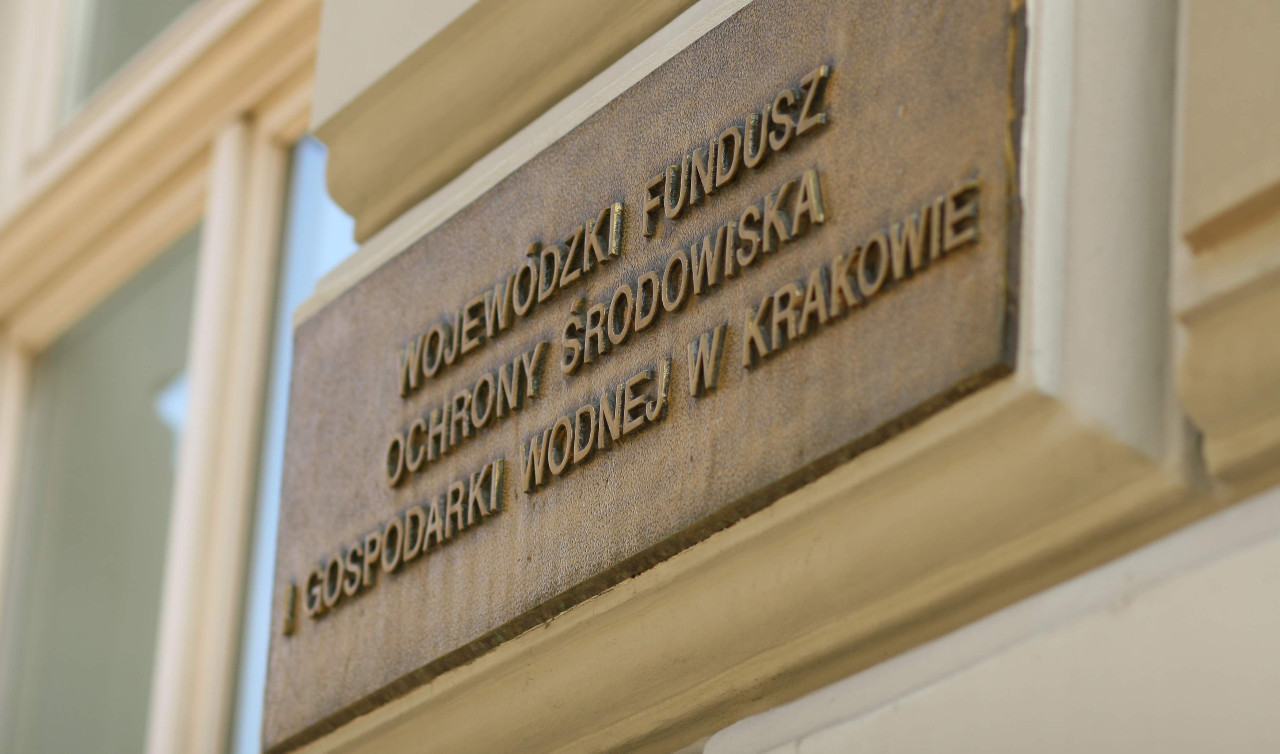 WOJEWÓDZKI FUNDUSZ
OCHRONY ŚRODOWISKA
I GOSPODARKI WODNEJ W KRAKOWIE